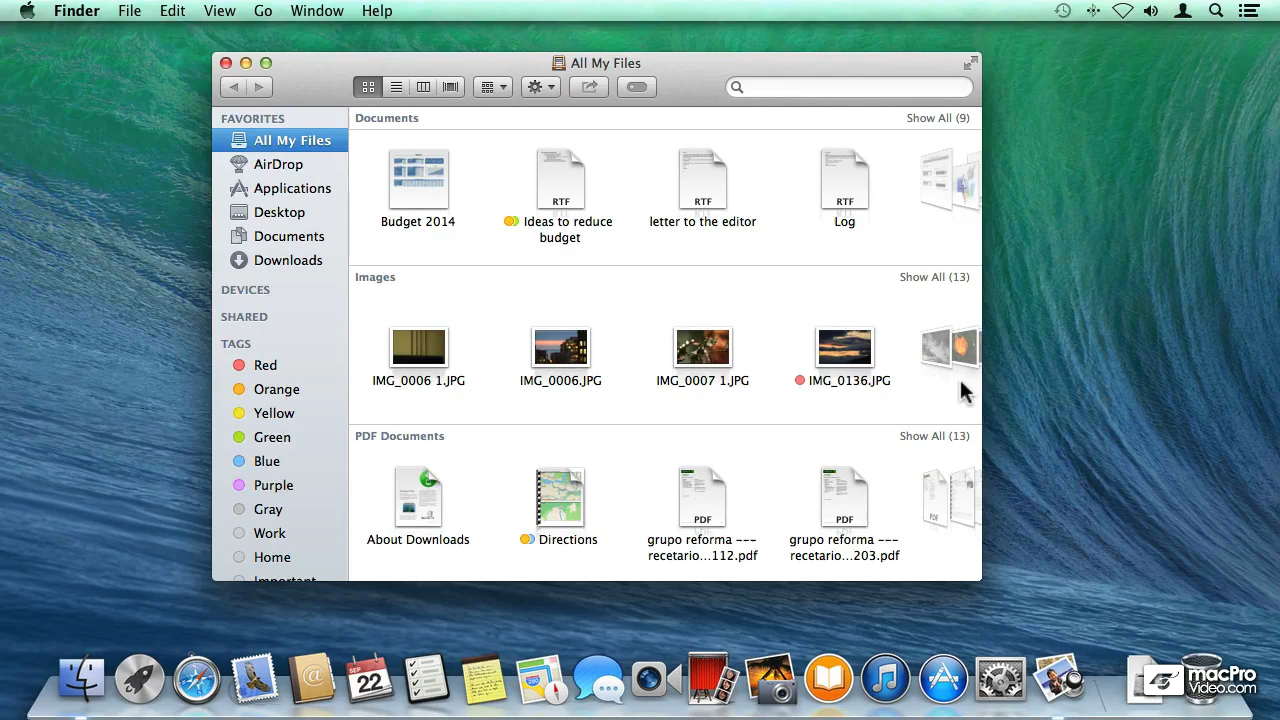 Finder File Edit View Go Window Help
All My Files
FAVORITES
All My Files
AirDrop
Applications
Desktop
Documents
Downloads
DEVICES
SHARED
TAGS
Red
Orange
Yellow
Green
Blue
Purple
Gray
Work
Home
Important
Documents Show All (9)
Budget 2014
Ideas to reduce
budget
letter to the editor
Log
RTF
RTF
RTF
Images Show All (13)
IMG_0006 1.JPG
IMG_0006.JPG
IMG_0007 1.JPG
IMG_0136.JPG
PDF Documents Show All (13)
PDF
PDF
PDF
About Downloads
Directions
grupo reforma ---
recetario...112.pdf
grupo reforma ---
recetario...203.pdf
SEP
22
macPro
Video.com